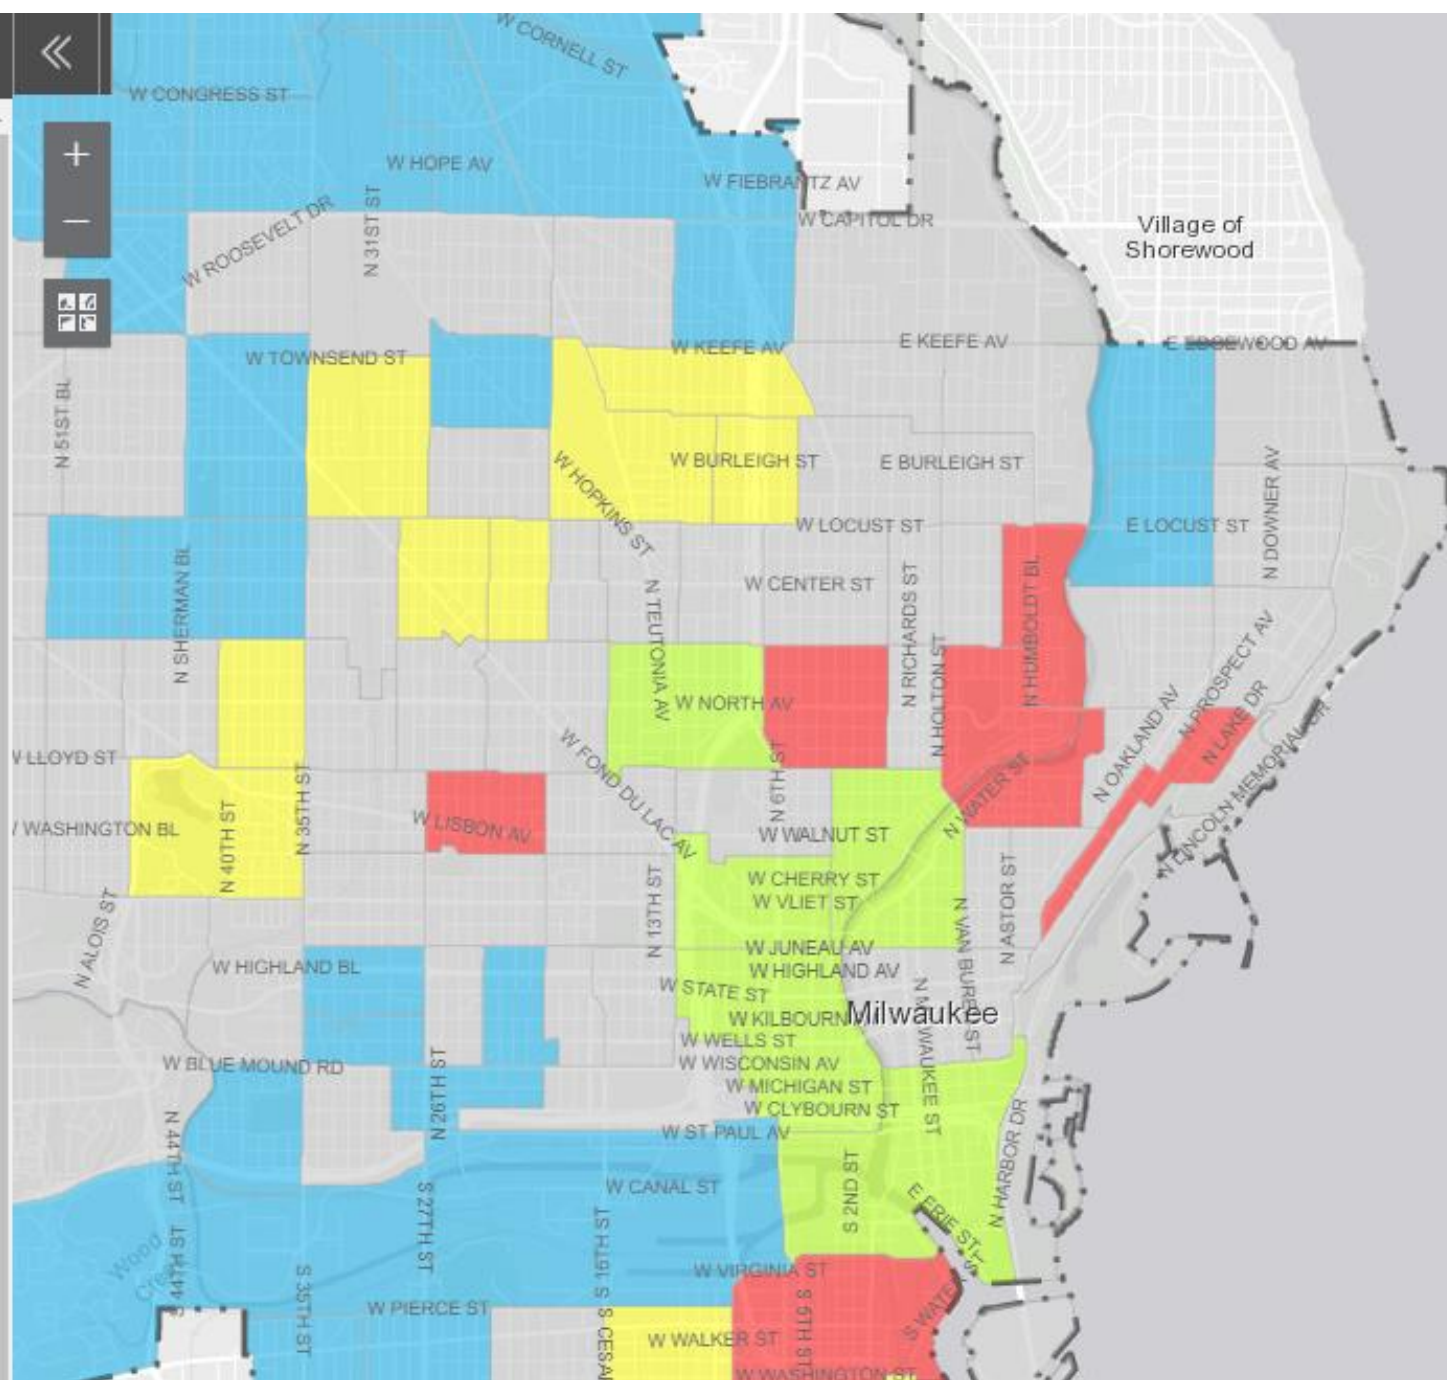 W CORNELL ST
W CONGRESS ST
W HOPE AV
W FIEBRANTZ AV
W CAPITOL DR
W ROOSEVELT DR
N 31ST ST
Village of
Shorewood
W TOWNSEND ST
W KEEFE AV
E KEEFE AV
E EDGEWOOD AV
N 51ST BL
W BURLEIGH ST
E BURLEIGH ST
W HOPKINS ST
N DOWNER AV
W LOCUST ST
E LOCUST ST
N SHERMAN BL
W CENTER ST
N TEUTONIA AV
N RICHARDS ST
N HOLTON ST
N HUMBOLDT BL
W NORTH AV
N OAKLAND AV
N PROSPECT AV
N LAKE DR
N LINCOLN MEMORIAL DR
W LLOYD ST
W FOND DU LAC AV
N 6TH ST
N WATER ST
N 35TH ST
N 40TH ST
W LISBON AV
W WASHINGTON BL
W WALNUT ST
W CHERRY ST
W VLIET ST
N 13TH ST
N ASTOR ST
N ALOIS ST
W JUNEAU AV
W HIGHLAND BL
W HIGHLAND AV
N VAN BUREN ST
W STATE ST
W KILBOURN
Milwaukee
W WELLS ST
W BLUE MOUND RD
W WISCONSIN AV
N MILWAUKEE ST
W MICHIGAN ST
W CLYBOURN ST
N 26TH ST
N 44TH ST
W ST PAUL AV
N HARBOR DR
W CANAL ST
S 2ND ST
E ERIE ST
S 27TH ST
S 16TH ST
Wood
Creek
S 44TH ST
W VIRGINIA ST
S 35TH ST
W PIERCE ST
S 5TH ST
S WATER
W WALKER ST
S CESAR
W WASHINGTON ST